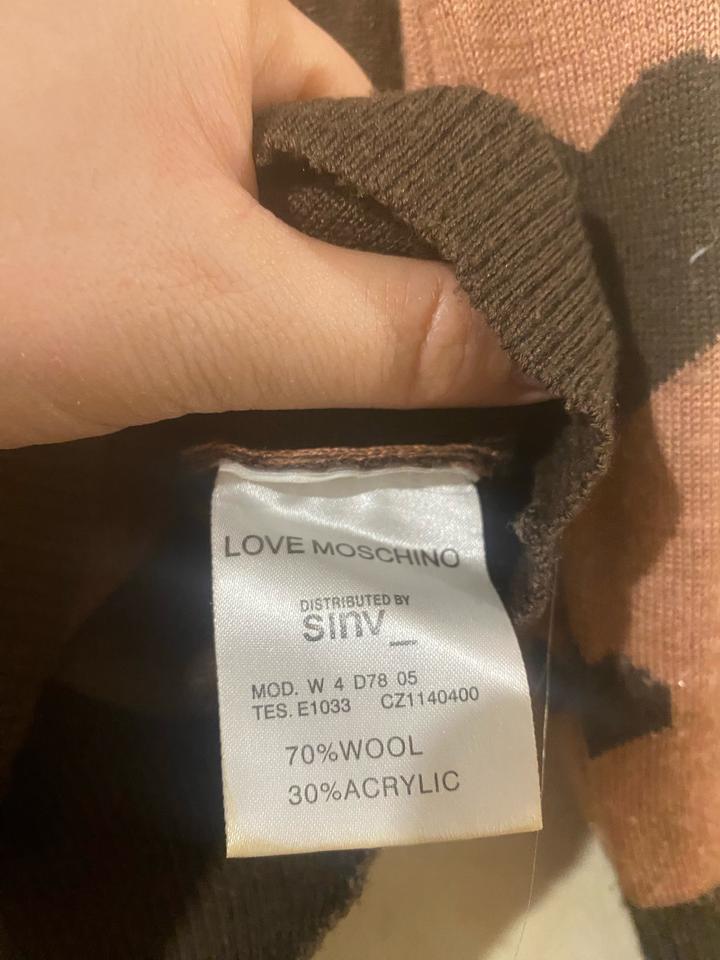 LOVE MOSCHINO
DISTRIBUTED BY
sinv_
MOD. W 4 D78 05
TES. E1033 CZ1140400
70%WOOL
30%ACRYLIC